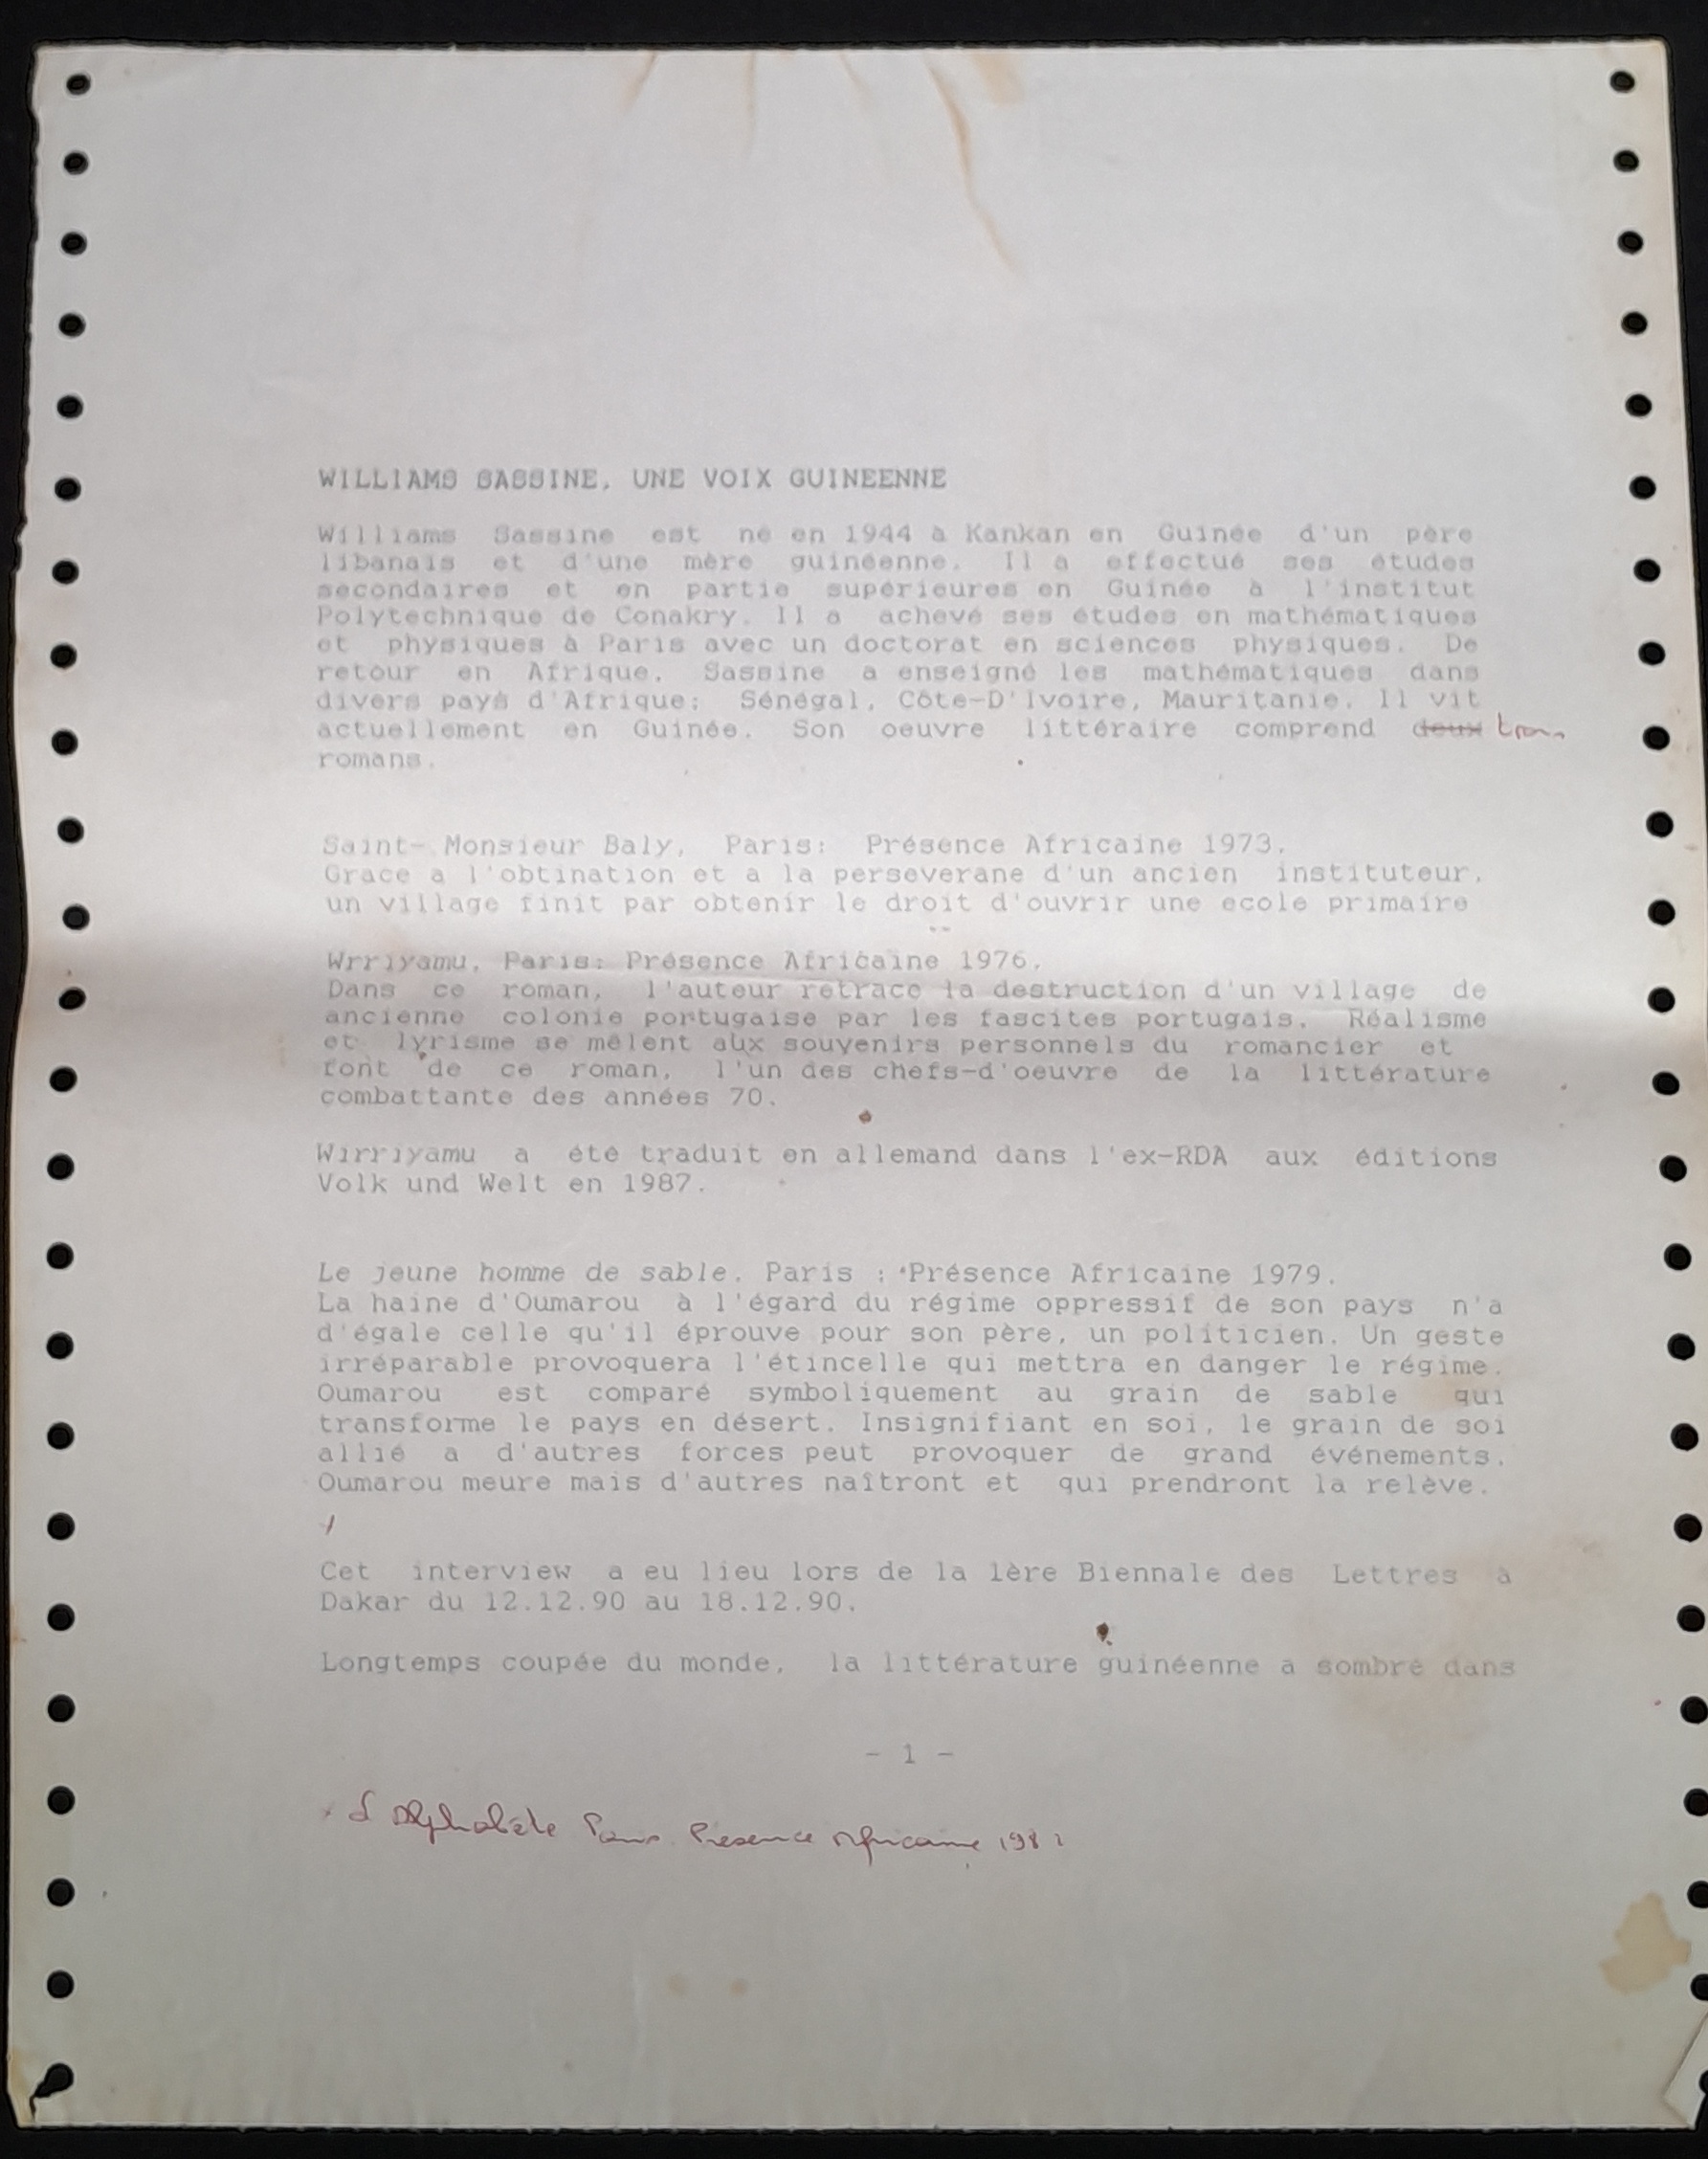 WILLIAMS SASSINE, UNE VOIX GUINEENNE
Williams Sassine est né en 1944 à Kankan en Guinée d'un père
libanais et d'une mère guinéenne. Il a effectué ses études
secondaires et en partie supérieures en Guinée à l'institut
Polytechnique de Conakry. Il a achevé ses études en mathématiques
et physiques à Paris avec un doctorat en sciences physiques. De
retour en Afrique, Sassine a enseigné les mathématiques dans
divers pays d'Afrique: Sénégal, Côte-D'Ivoire, Mauritanie. Il vit
actuellement en Guinée. Son oeuvre littéraire comprend deux trois
romans.
Saint- Monsieur Baly, Paris: Présence Africaine 1973.
Grace a l'obtination et a la perseverane d'un ancien instituteur,
un village finit par obtenir le droit d'ouvrir une ecole primaire
Wrriyamu, Paris: Présence Africaine 1976.
Dans ce roman, l'auteur retrace la destruction d'un village de
ancienne colonie portugaise par les fascites portugais. Réalisme
et lyrisme se mêlent aux souvenirs personnels du romancier et
font de ce roman, l'un des chefs-d'oeuvre de la littérature
combattante des années 70.
Wirriyamu a été traduit en allemand dans l'ex-RDA aux éditions
Volk und Welt en 1987.
Le jeune homme de sable, Paris : Présence Africaine 1979.
La haine d'Oumarou à l'égard du régime oppressif de son pays n'a
d'égale celle qu'il éprouve pour son père, un politicien. Un geste
irréparable provoquera l'étincelle qui mettra en danger le régime.
Oumarou est comparé symboliquement au grain de sable qui
transforme le pays en désert. Insignifiant en soi, le grain de soi
allié a d'autres forces peut provoquer de grand événements.
Oumarou meure mais d'autres naîtront et qui prendront la relève.
Cet interview a eu lieu lors de la 1ère Biennale des Lettres à
Dakar du 12.12.90 au 18.12.90.
Longtemps coupée du monde, la littérature guinéenne a sombré dans
- 1 -
Alphabète Paris Présence Africaine